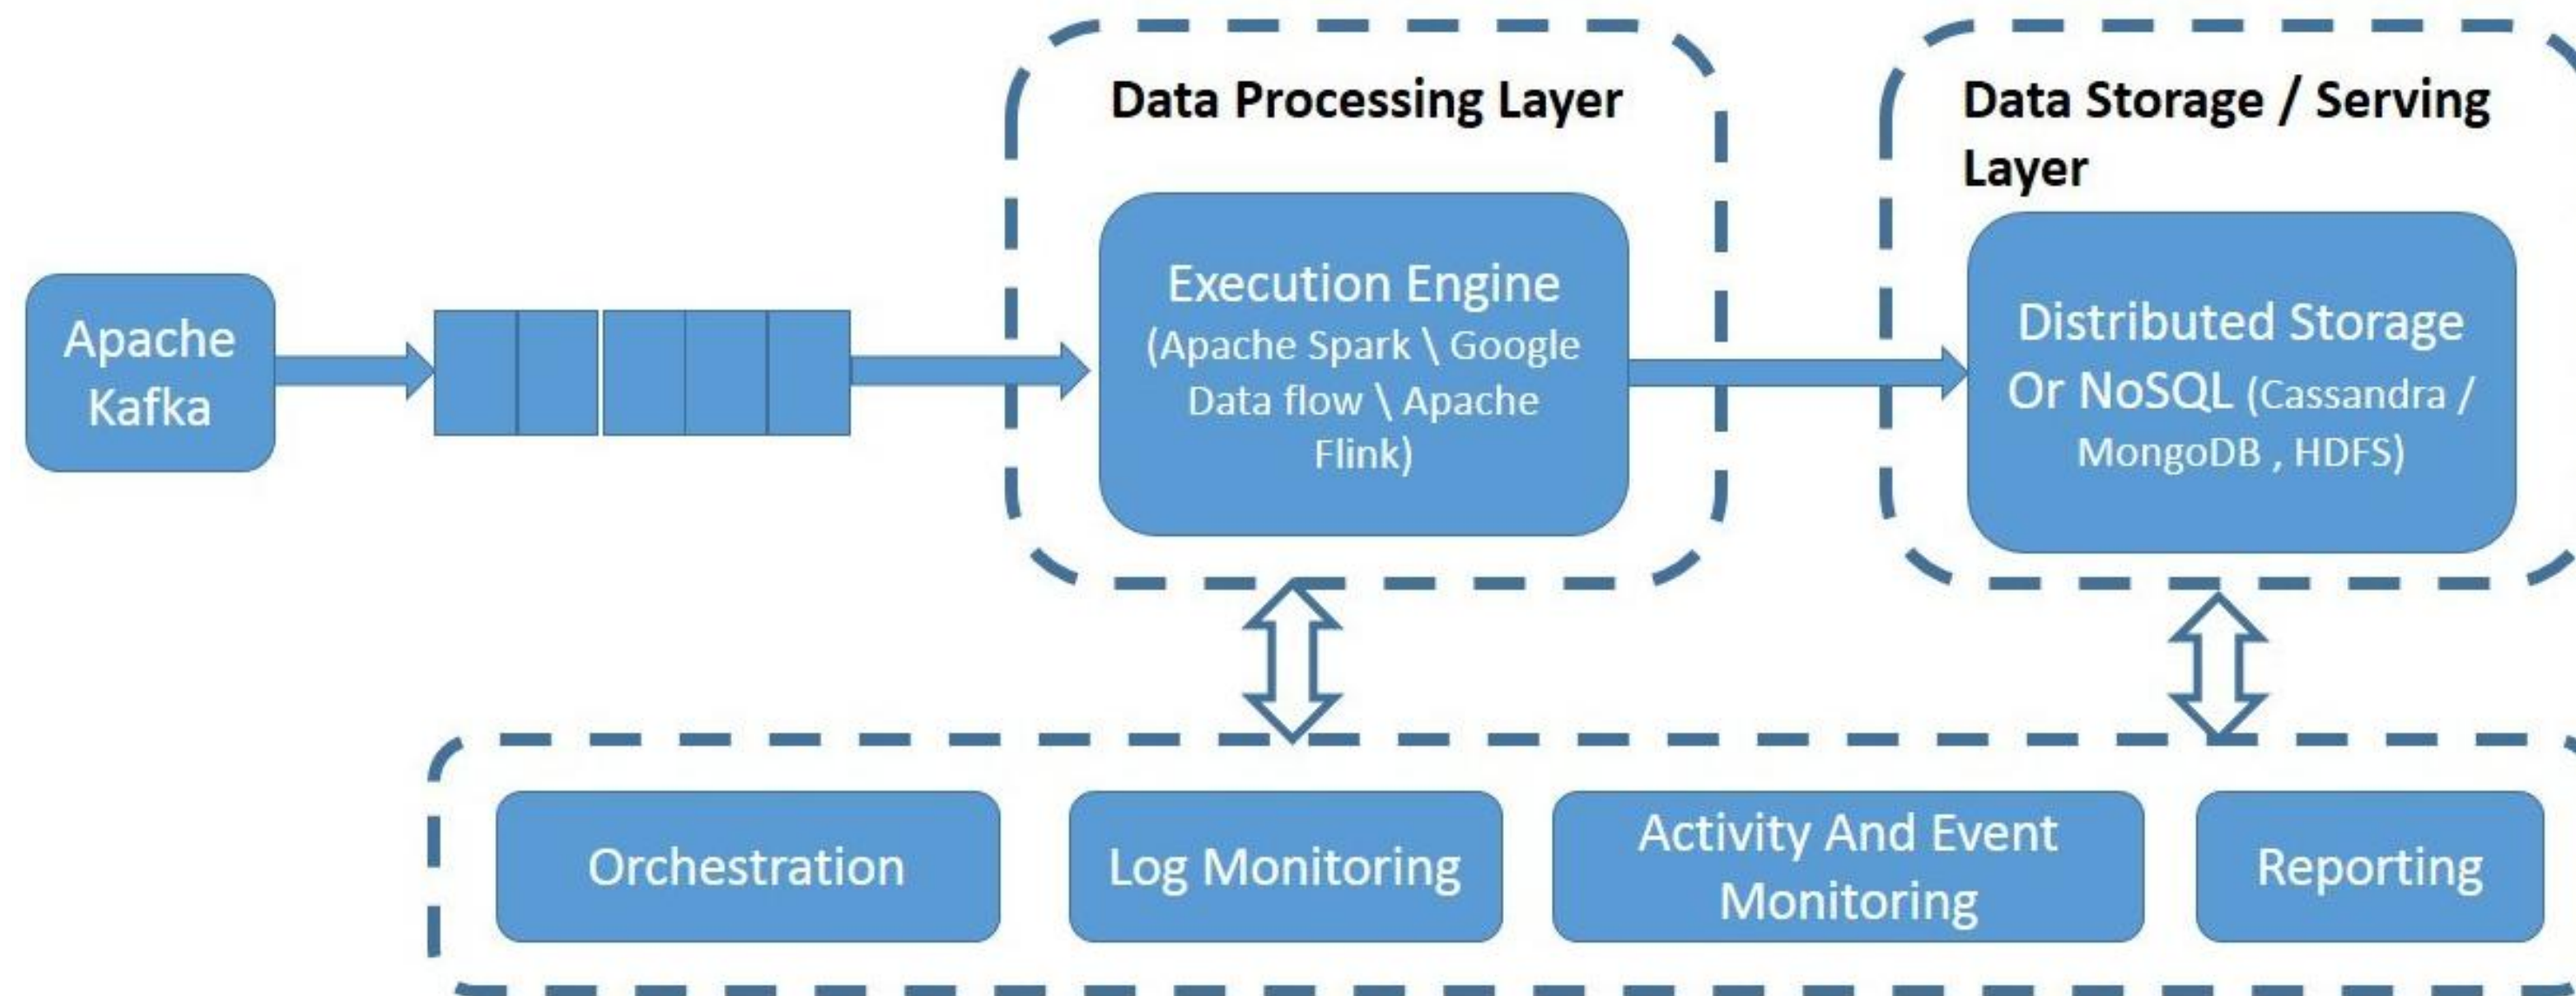 Data Processing Layer
Data Storage / Serving
Layer
Apache
Kafka
Execution Engine
(Apache Spark \ Google
Data flow \ Apache
Flink)
Distributed Storage
Or NoSQL (Cassandra /
MongoDB , HDFS)
Orchestration
Log Monitoring
Activity And Event
Monitoring
Reporting